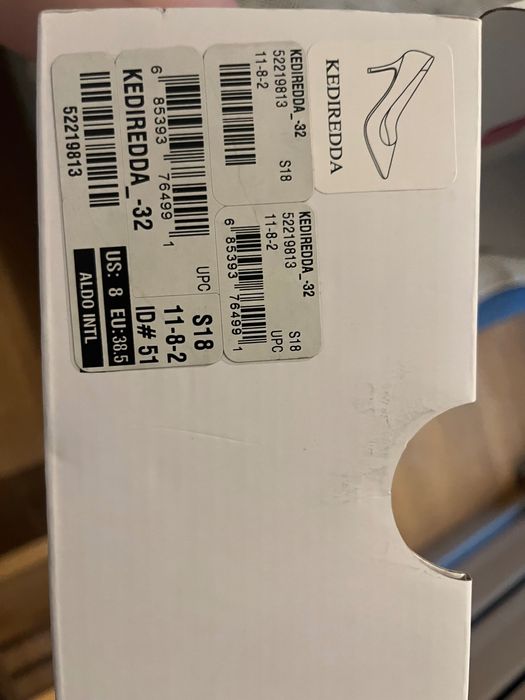 KEDIREDDA
KEDIREDDA_-32
52219813 S18
11-8-2
KEDIREDDA_-32
52219813 S18
11-8-2 UPC
6 85393 76499 1
UPC S18
6 85393 76499 1 11-8-2
KEDIREDDA_-32 ID# 51
US: 8 EU:38.5
52219813 ALDO INTL